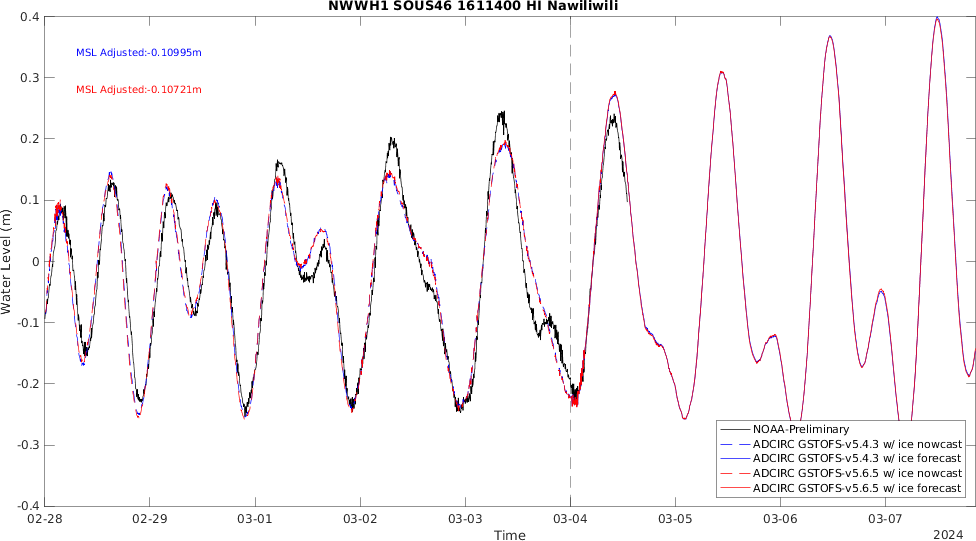 NWWH1 SOUS46 1611400 HI Nawiliwili
MSL Adjusted:-0.10995m
MSL Adjusted:-0.10721m
Water Level (m)
0.4
0.3
0.2
0.1
0
-0.1
-0.2
-0.3
-0.4
NOAA-Preliminary
ADCIRC GSTOFS-v5.4.3 w/ ice nowcast
ADCIRC GSTOFS-v5.4.3 w/ ice forecast
ADCIRC GSTOFS-v5.6.5 w/ ice nowcast
ADCIRC GSTOFS-v5.6.5 w/ ice forecast
02-28 02-29 03-01 03-02 03-03 03-04 03-05 03-06 03-07
Time
2024